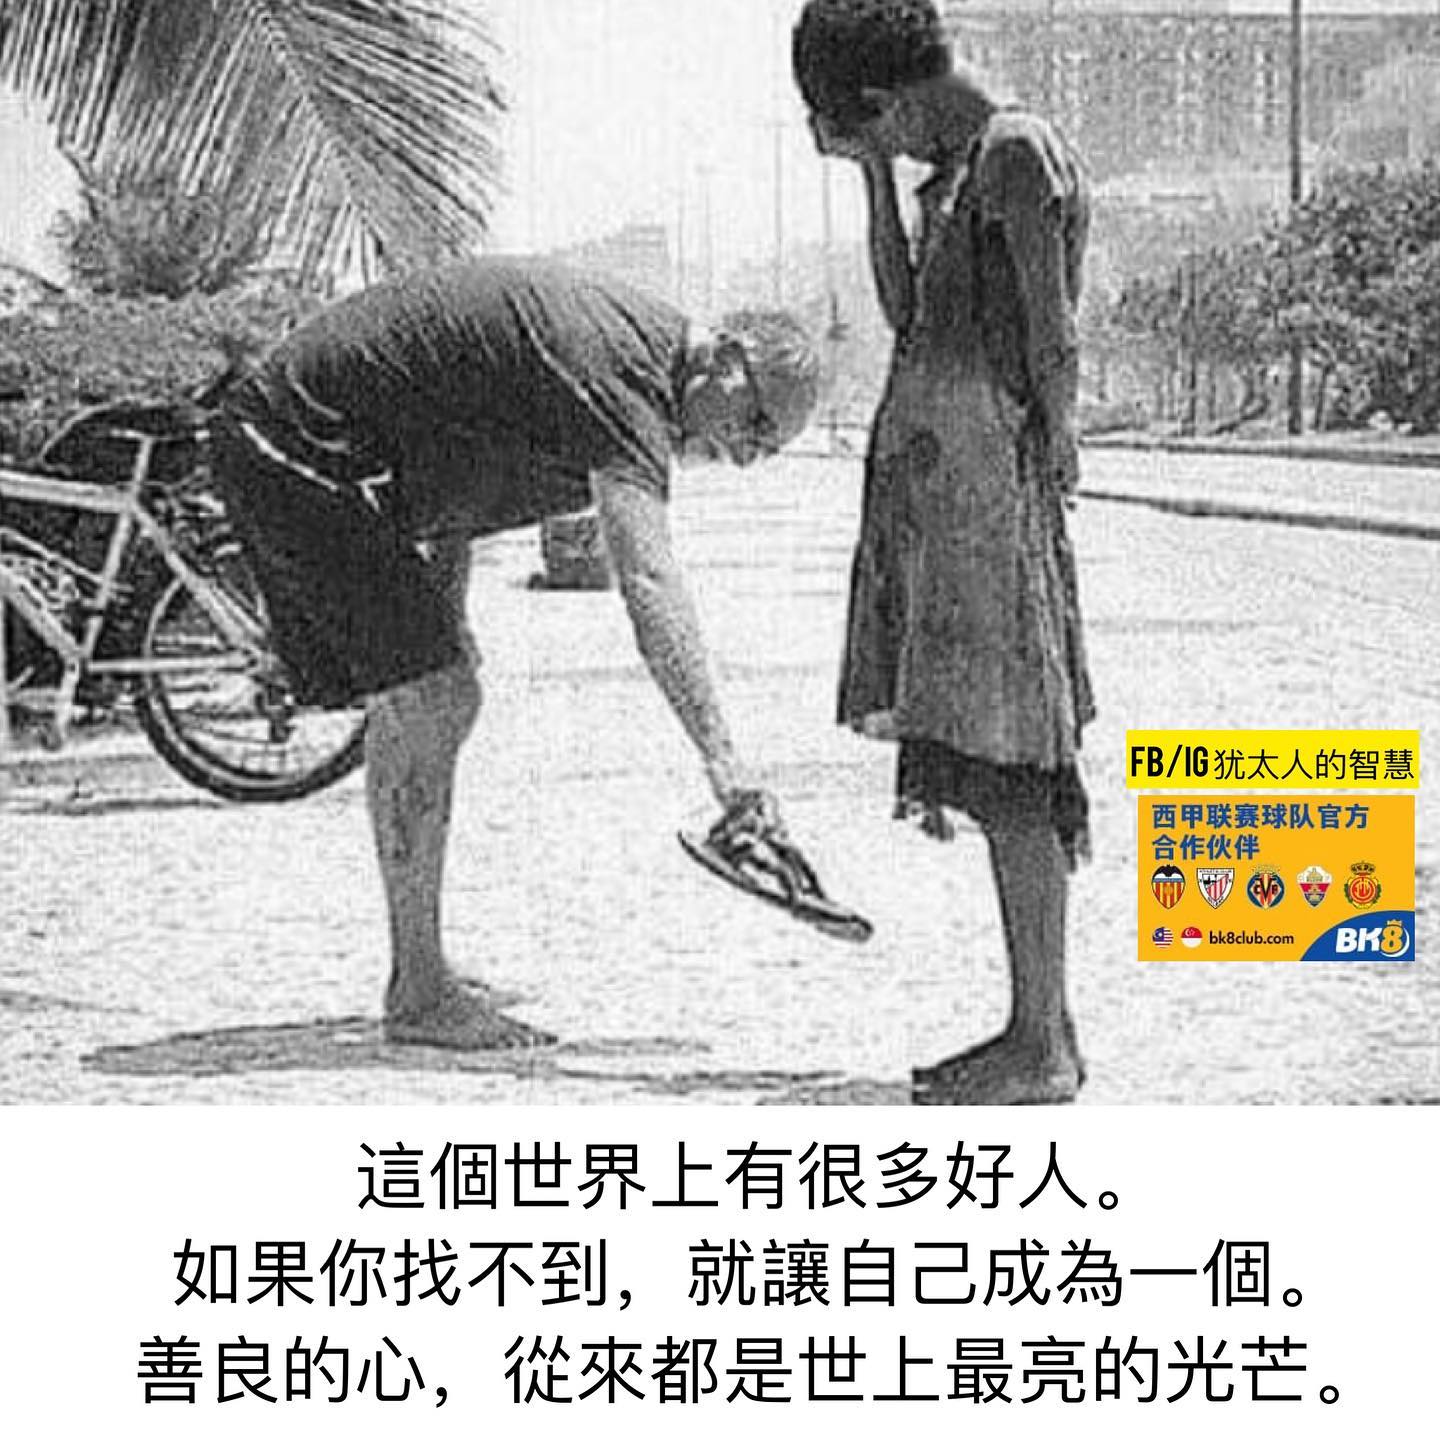 FB/IG 犹太人的智慧
西甲联赛球队官方
合作伙伴
bk8club.com
BK8
這個世界上有很多好人。
如果你找不到，就讓自己成為一個。
善良的心，從來都是世上最亮的光芒。